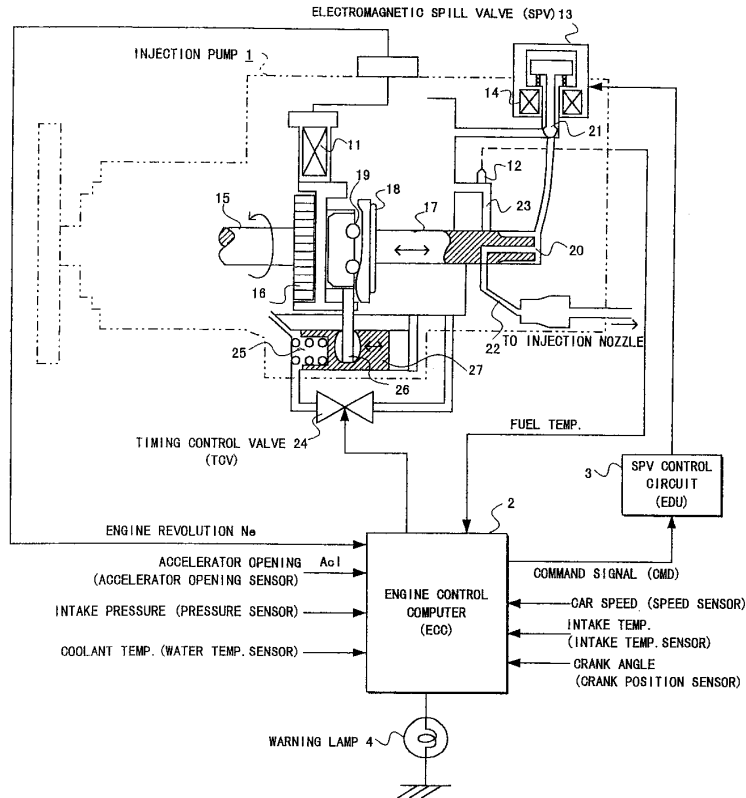 ELECTROMAGNETIC SPILL VALVE (SPV) 13
INJECTION PUMP 1
14
21
11
19
18
12
15
17
23
20
16
22
TO INJECTION NOZZLE
25
26
27
TIMING CONTROL VALVE 24
(TCV)
FUEL TEMP.
3
SPV CONTROL
CIRCUIT
(EDU)
2
ENGINE REVOLUTION Ne
ACCELERATOR OPENING Acl
(ACCELERATOR OPENING SENSOR)
INTAKE PRESSURE (PRESSURE SENSOR)
COOLANT TEMP. (WATER TEMP. SENSOR)
ENGINE CONTROL
COMPUTER
(ECC)
COMMAND SIGNAL (CMD)
CAR SPEED (SPEED SENSOR)
INTAKE TEMP.
(INTAKE TEMP. SENSOR)
CRANK ANGLE
(CRANK POSITION SENSOR)
WARNING LAMP 4